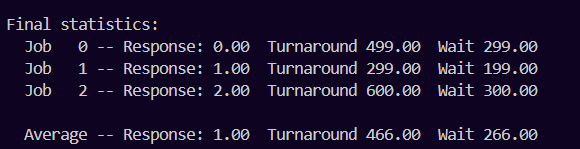 Final statistics:
  Job   0 -- Response: 0.00  Turnaround 499.00  Wait 299.00
  Job   1 -- Response: 1.00  Turnaround 299.00  Wait 199.00
  Job   2 -- Response: 2.00  Turnaround 600.00  Wait 300.00

  Average -- Response: 1.00  Turnaround 466.00  Wait 266.00